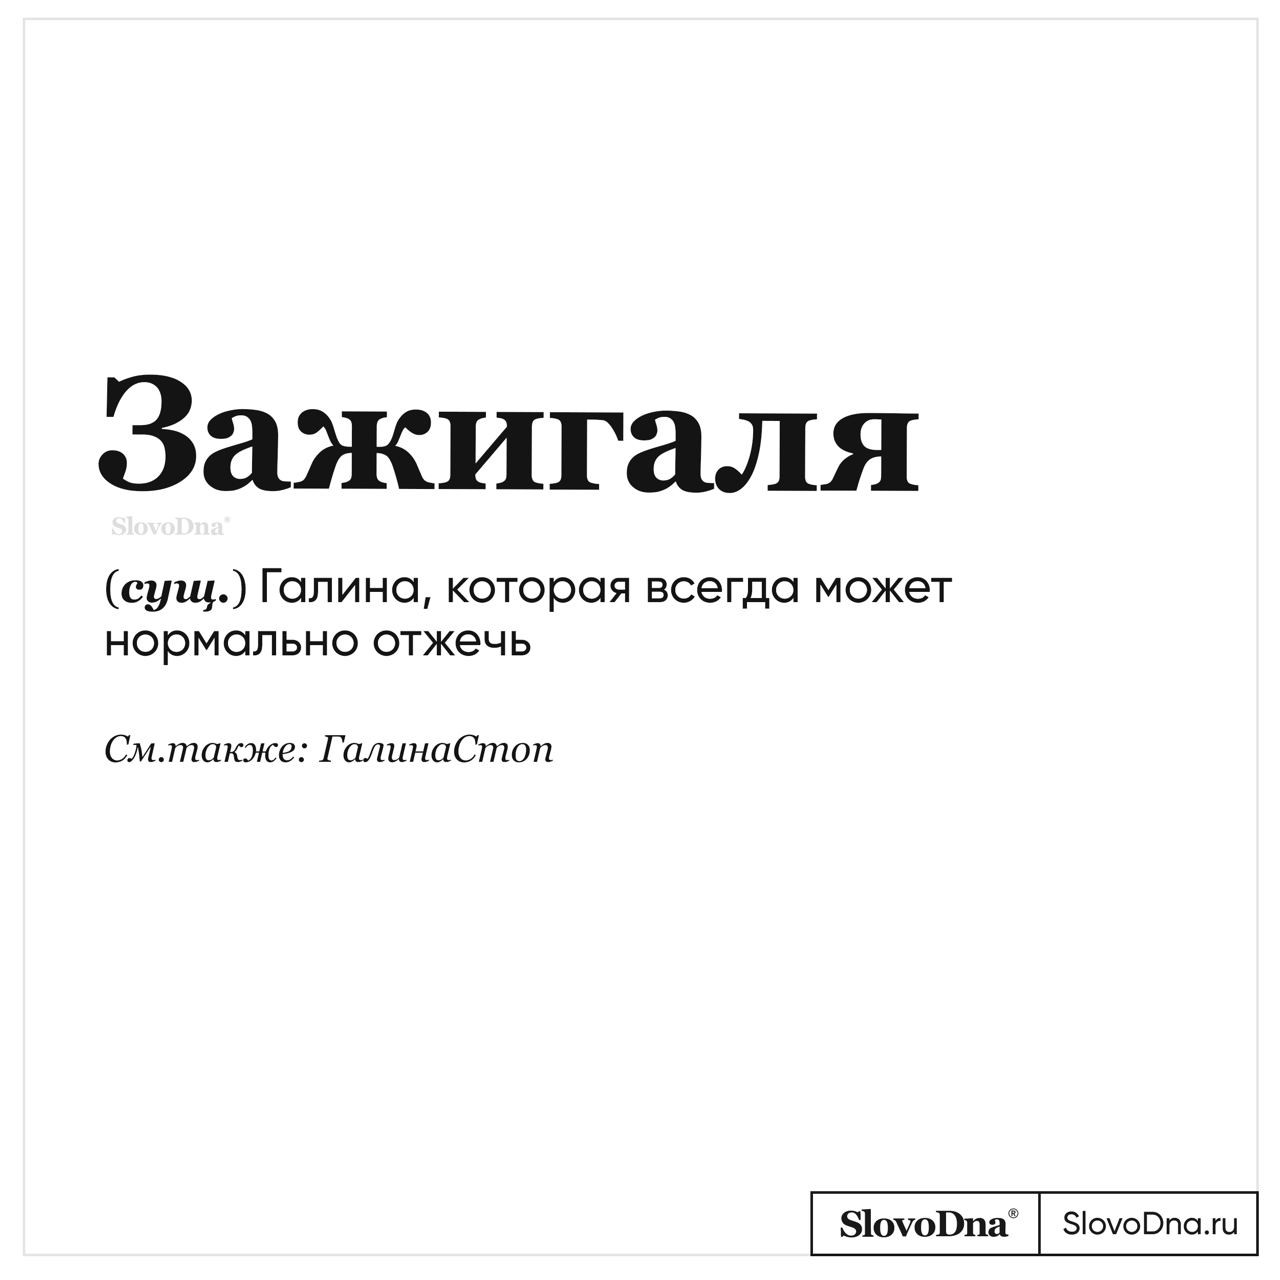 Зажигаля
SlovoDna®
(сущ.) Галина, которая всегда может
нормально отжечь
См.также: ГалинаСтоп
SlovoDna® SlovoDna.ru